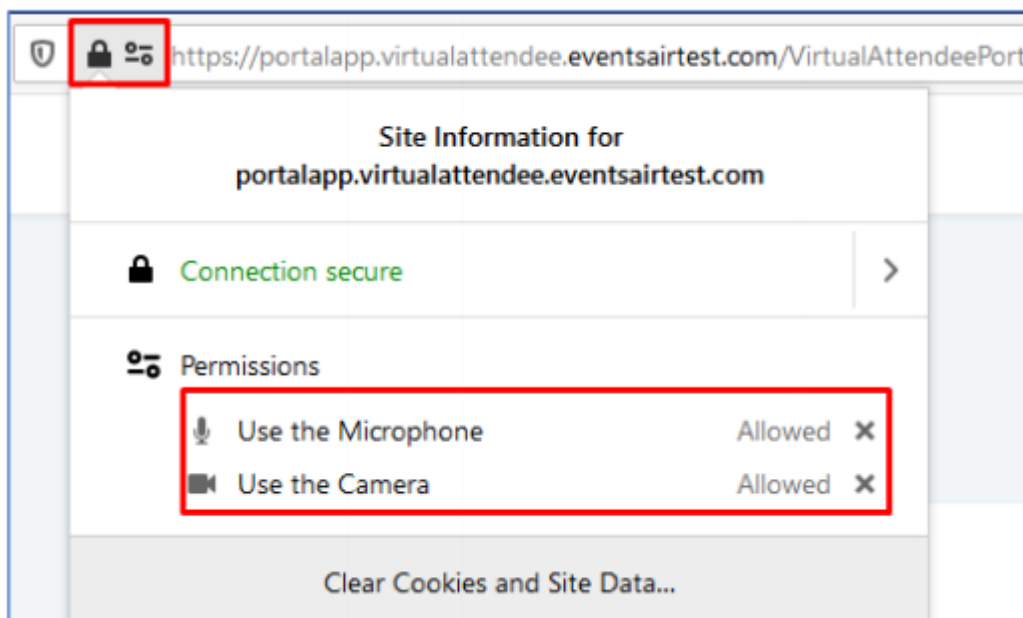 https://portalapp.virtualattendee.eventsairtest.com/VirtualAttendeePort
Site Information for
portalapp.virtualattendee.eventsairtest.com
Connection secure
Permissions
Use the Microphone Allowed
Use the Camera Allowed
Clear Cookies and Site Data...